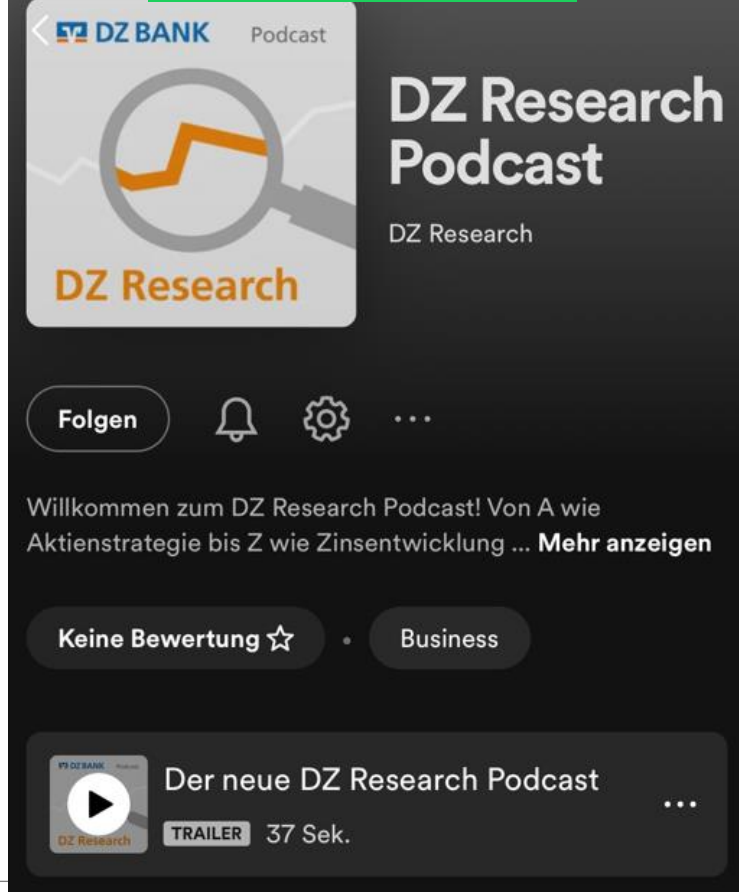 DZ BANK Podcast
DZ Research
DZ Research
Podcast
DZ Research
Folgen
Willkommen zum DZ Research Podcast! Von A wie
Aktienstrategie bis Z wie Zinsentwicklung ... Mehr anzeigen
Keine Bewertung
Business
DZ BANK Podcast
DZ Research
Der neue DZ Research Podcast
TRAILER 37 Sek.